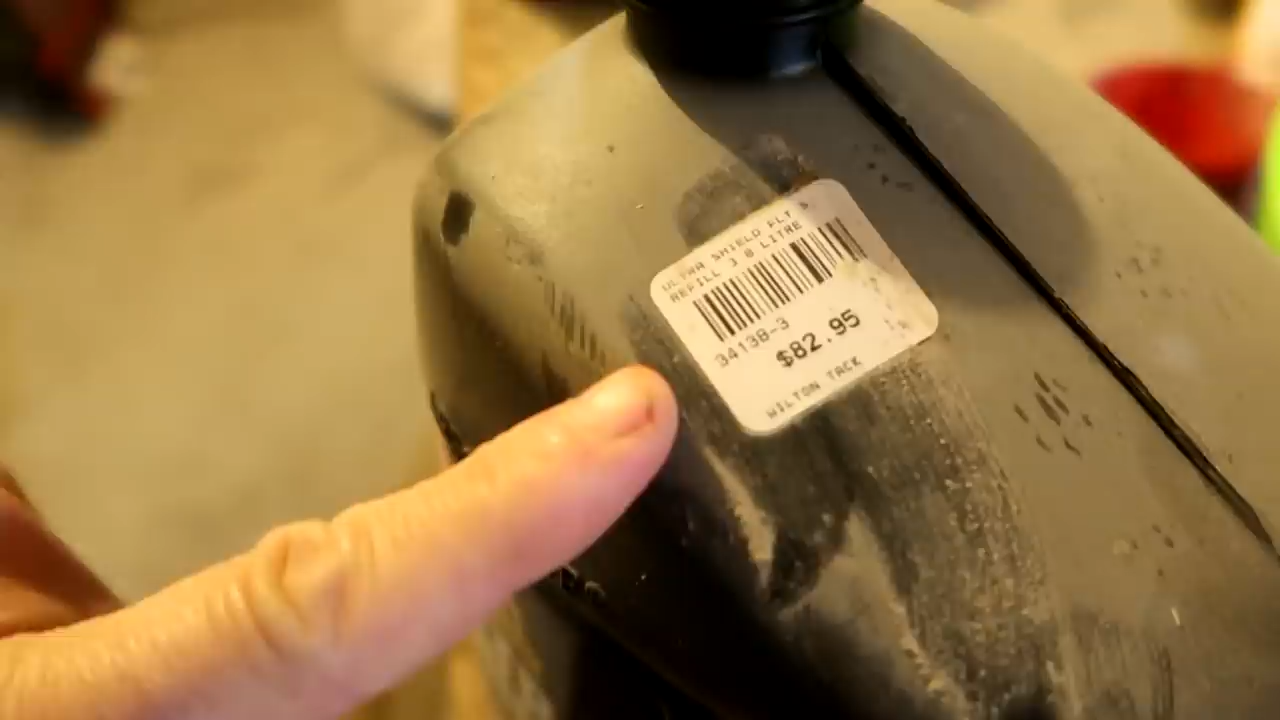 ULTRA SHIELD FLY
REFILL 3 8 LITRE
34138-3
$82.95
WILTON TACK